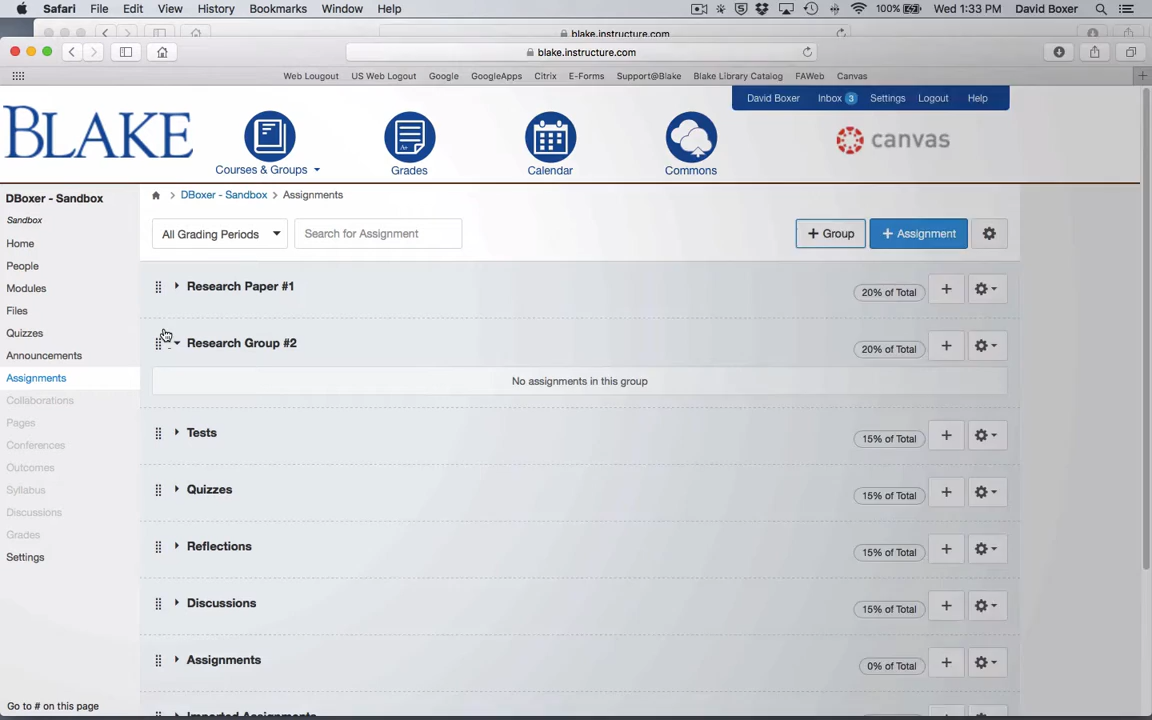 Safari File Edit View History Bookmarks Window Help 100% Wed 1:33 PM David Boxer
blake.instructure.com
blake.instructure.com
Web Lougout US Web Logout Google GoogleApps Citrix E-Forms Support@Blake Blake Library Catalog FAWeb Canvas
David Boxer Inbox 3 Settings Logout Help
BLAKE
canvas
Courses & Groups Grades Calendar Commons
DBoxer - Sandbox
Sandbox
Home
People
Modules
Files
Quizzes
Announcements
Assignments
Collaborations
Pages
Conferences
Outcomes
Syllabus
Discussions
Grades
Settings
Go to # on this page
> DBoxer - Sandbox > Assignments
All Grading Periods Search for Assignment + Group + Assignment
Research Paper #1 20% of Total +
Research Group #2 20% of Total +
No assignments in this group
Tests 15% of Total +
Quizzes 15% of Total +
Reflections 15% of Total +
Discussions 15% of Total +
Assignments 0% of Total +
Imported Assignments